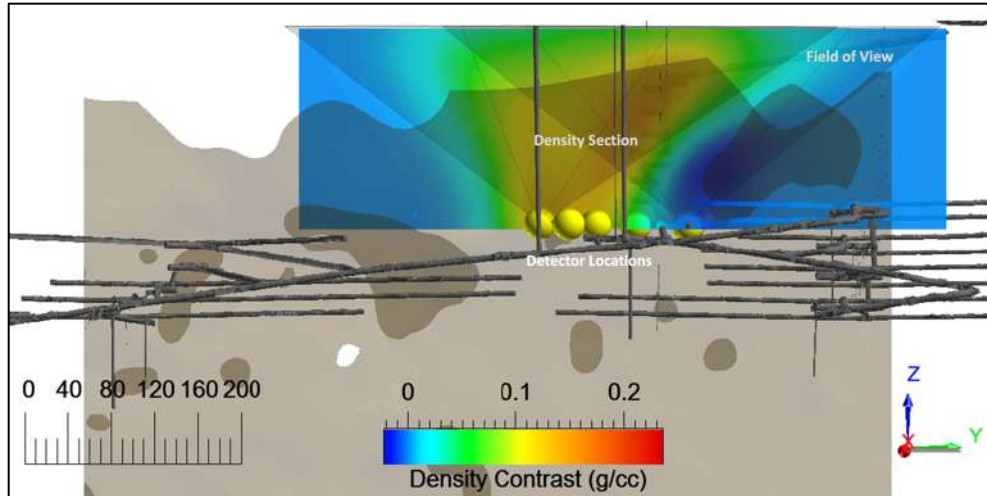 Field of View
Density Section
Detector Locations
0 40 80 120 160 200
0 0.1 0.2
Density Contrast (g/cc)
Z
X
Y